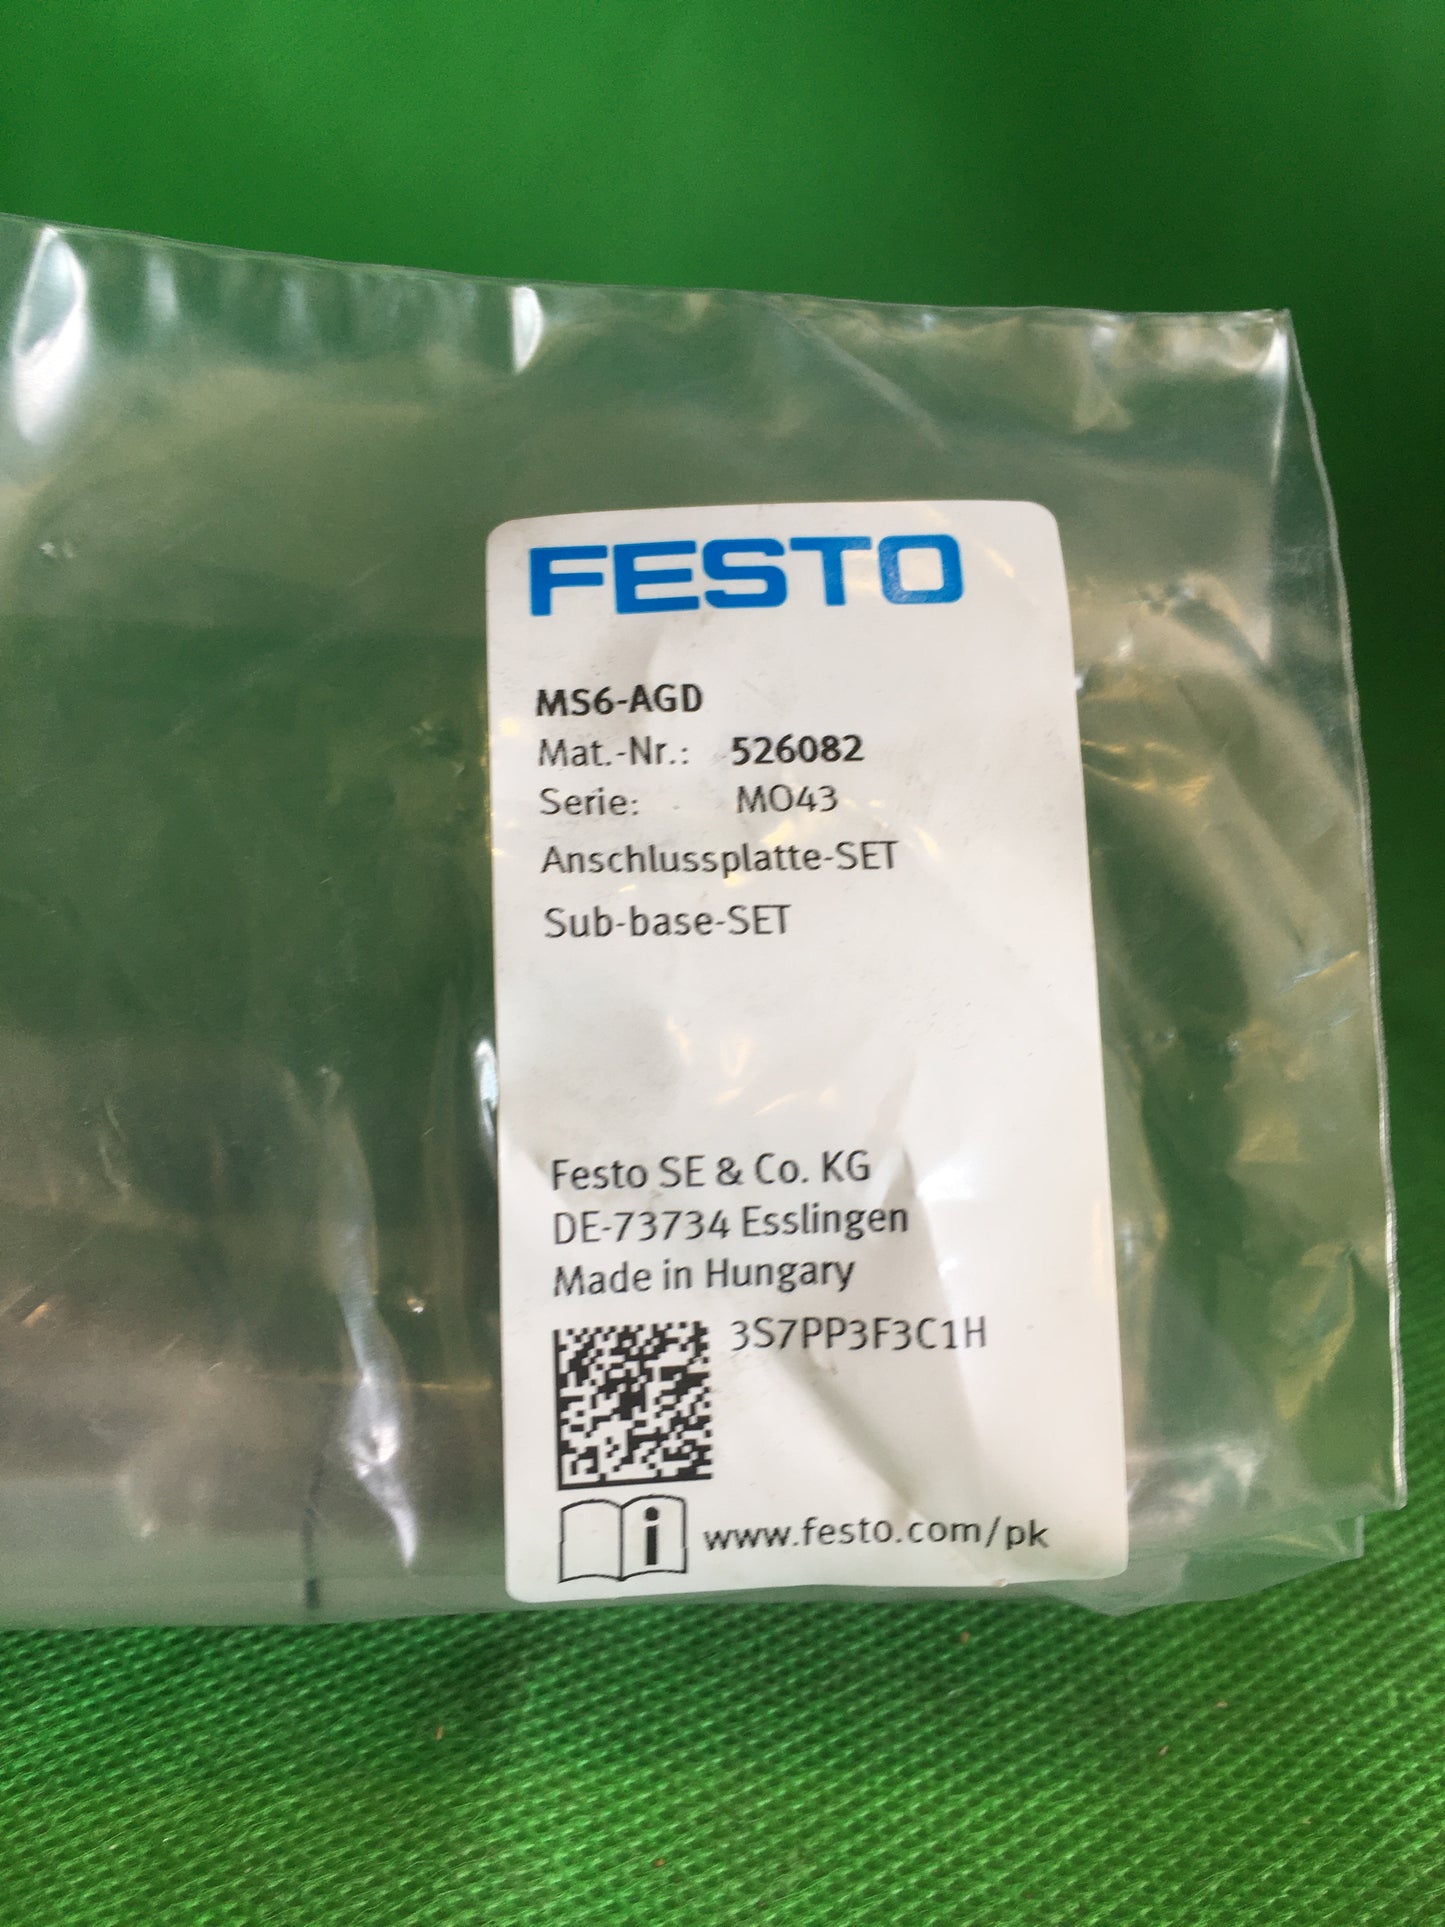 FESTO
MS6-AGD
Mat.-Nr.: 526082
Serie: MO43
Anschlussplatte-SET
Sub-base-SET
Festo SE & Co. KG
DE-73734 Esslingen
Made in Hungary
3S7PP3F3C1H
i
www.festo.com/pk